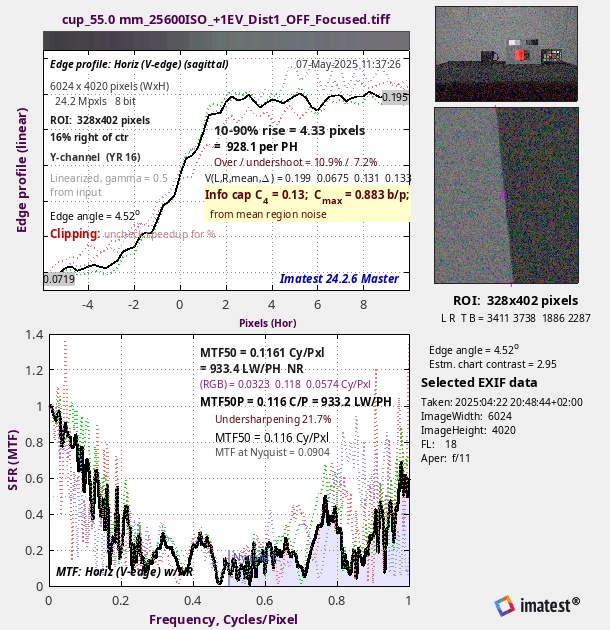 cup_55.0 mm_25600ISO_+1EV_Dist1_OFF_Focused.tiff
Edge profile: Horiz (V-edge) (sagittal)
07-May-2025 11:37:26
6024 x 4020 pixels (WxH)
24.2 Mpxls 8 bit
ROI: 328x402 pixels
16% right of ctr
Y-channel (YR 16)
Linearized, gamma = 0.5
from input
Edge angle = 4.52°
Clipping: uncheck speedup for %
0.195
10-90% rise = 4.33 pixels
= 928.1 per PH
Over / undershoot = 10.9% / 7.2%
V(L,R,mean,Δ) = 0.199 0.0675 0.131 0.133
Info cap C4 = 0.13; Cmax = 0.883 b/p;
from mean region noise
0.0719
Imatest 24.2.6 Master
Edge profile (linear)
-4 -2 0 2 4 6 8
Pixels (Hor)
ROI: 328x402 pixels
L R T B = 3411 3738 1886 2287
Edge angle = 4.52°
Estm. chart contrast = 2.95
Selected EXIF data
Taken: 2025:04:22 20:48:44+02:00
ImageWidth: 6024
ImageHeight: 4020
FL: 18
Aper: f/11
MTF50 = 0.1161 Cy/Pxl
= 933.4 LW/PH NR
(RGB) = 0.0323 0.118 0.0574 Cy/Pxl
MTF50P = 0.116 C/P = 933.2 LW/PH
Undersharpening 21.7%
MTF50 = 0.116 Cy/Pxl
MTF at Nyquist = 0.0904
SFR (MTF)
1.4
1.2
1
0.8
0.6
0.4
0.2
0
MTF: Horiz (V-edge) w/NR
0 0.2 0.4 0.6 0.8 1
Frequency, Cycles/Pixel
imatest®